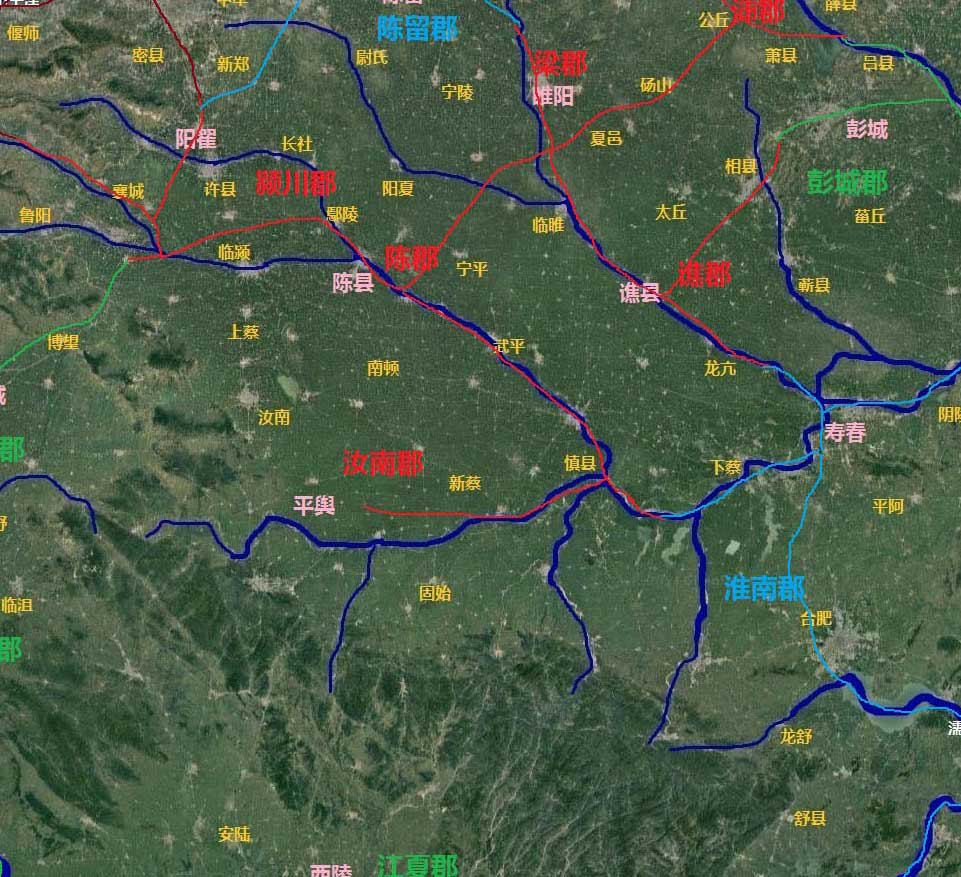 偃师
密县
新郑
陈留郡
尉氏
宁陵
梁郡
睢阳
公丘
沛郡
薛县
萧县
吕县
砀山
阳翟
长社
夏邑
彭城
相县
彭城郡
襄城
许县
颍川郡
阳夏
鲁阳
鄢陵
临睢
太丘
苗丘
临颍
陈郡
宁平
陈县
谯郡
谯县
蕲县
博望
上蔡
武平
南顿
龙亢
城
汝南
寿春
郡
汝南郡
慎县
下蔡
新蔡
平舆
平阿
固始
淮南郡
临沮
合肥
郡
龙舒
安陆
舒县
西陵
江夏郡